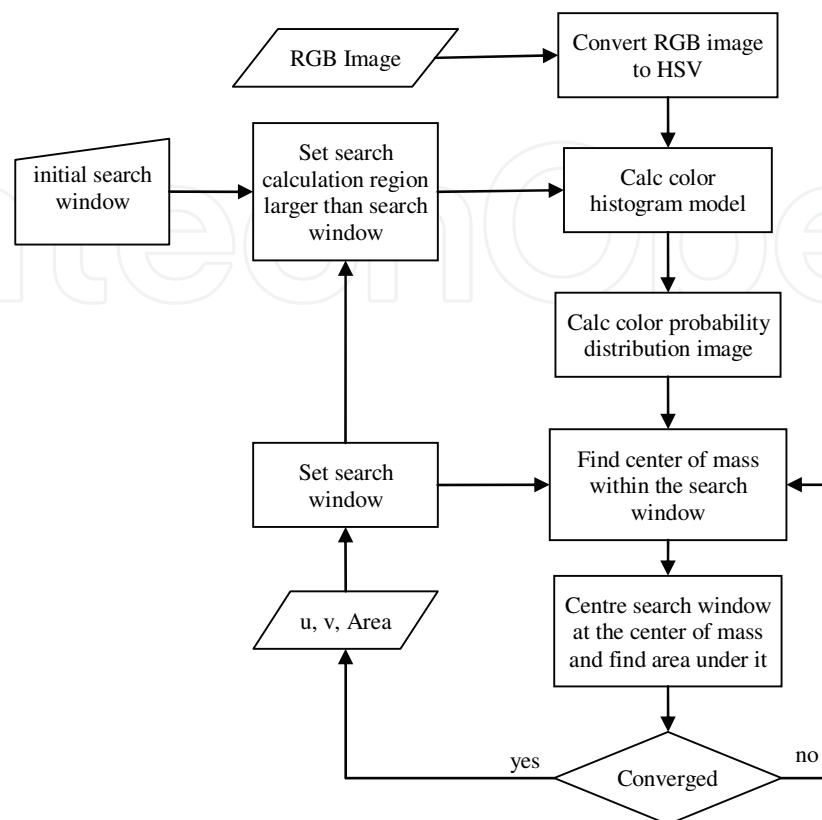 RGB Image
Convert RGB image
to HSV
initial search
window
Set search
calculation region
larger than search
window
Calc color
histogram model
Calc color probability
distribution image
Set search
window
Find center of mass
within the search
window
u, v, Area
Centre search window
at the center of mass
and find area under it
yes
Converged
no